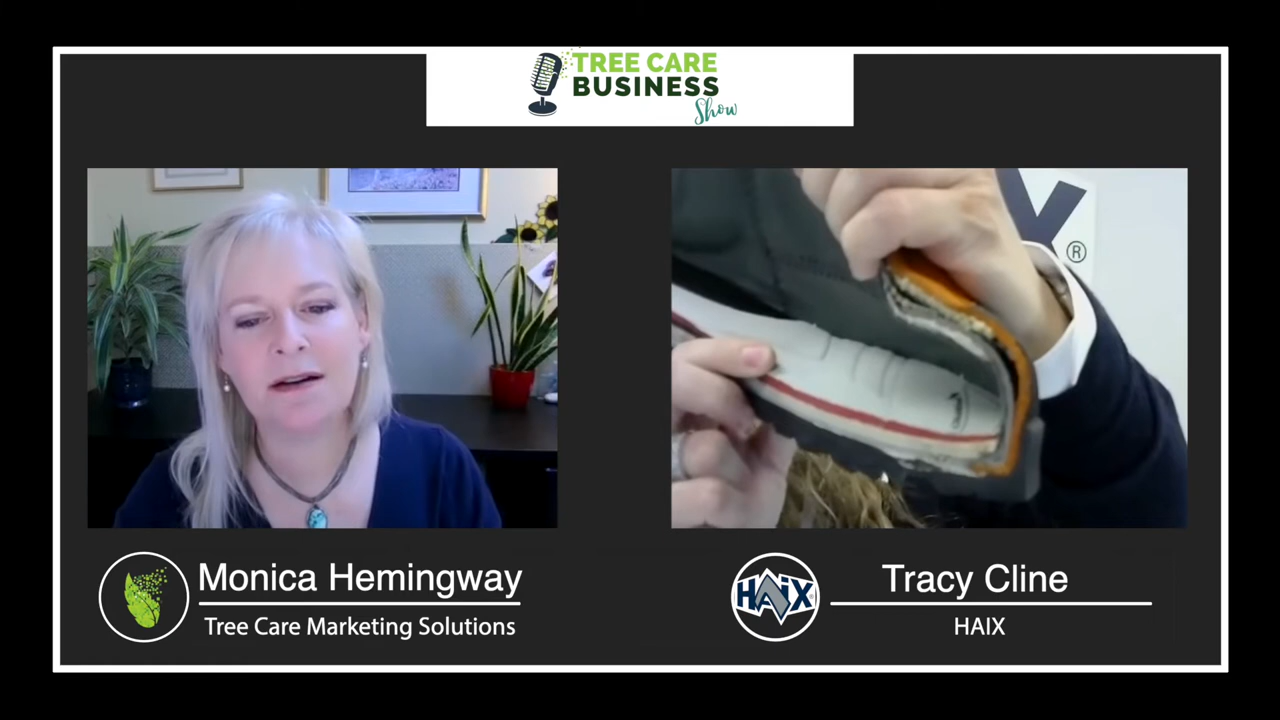 TREE CARE
BUSINESS
Show
X
®
Monica Hemingway
Tree Care Marketing Solutions
HAIX
Tracy Cline
HAIX